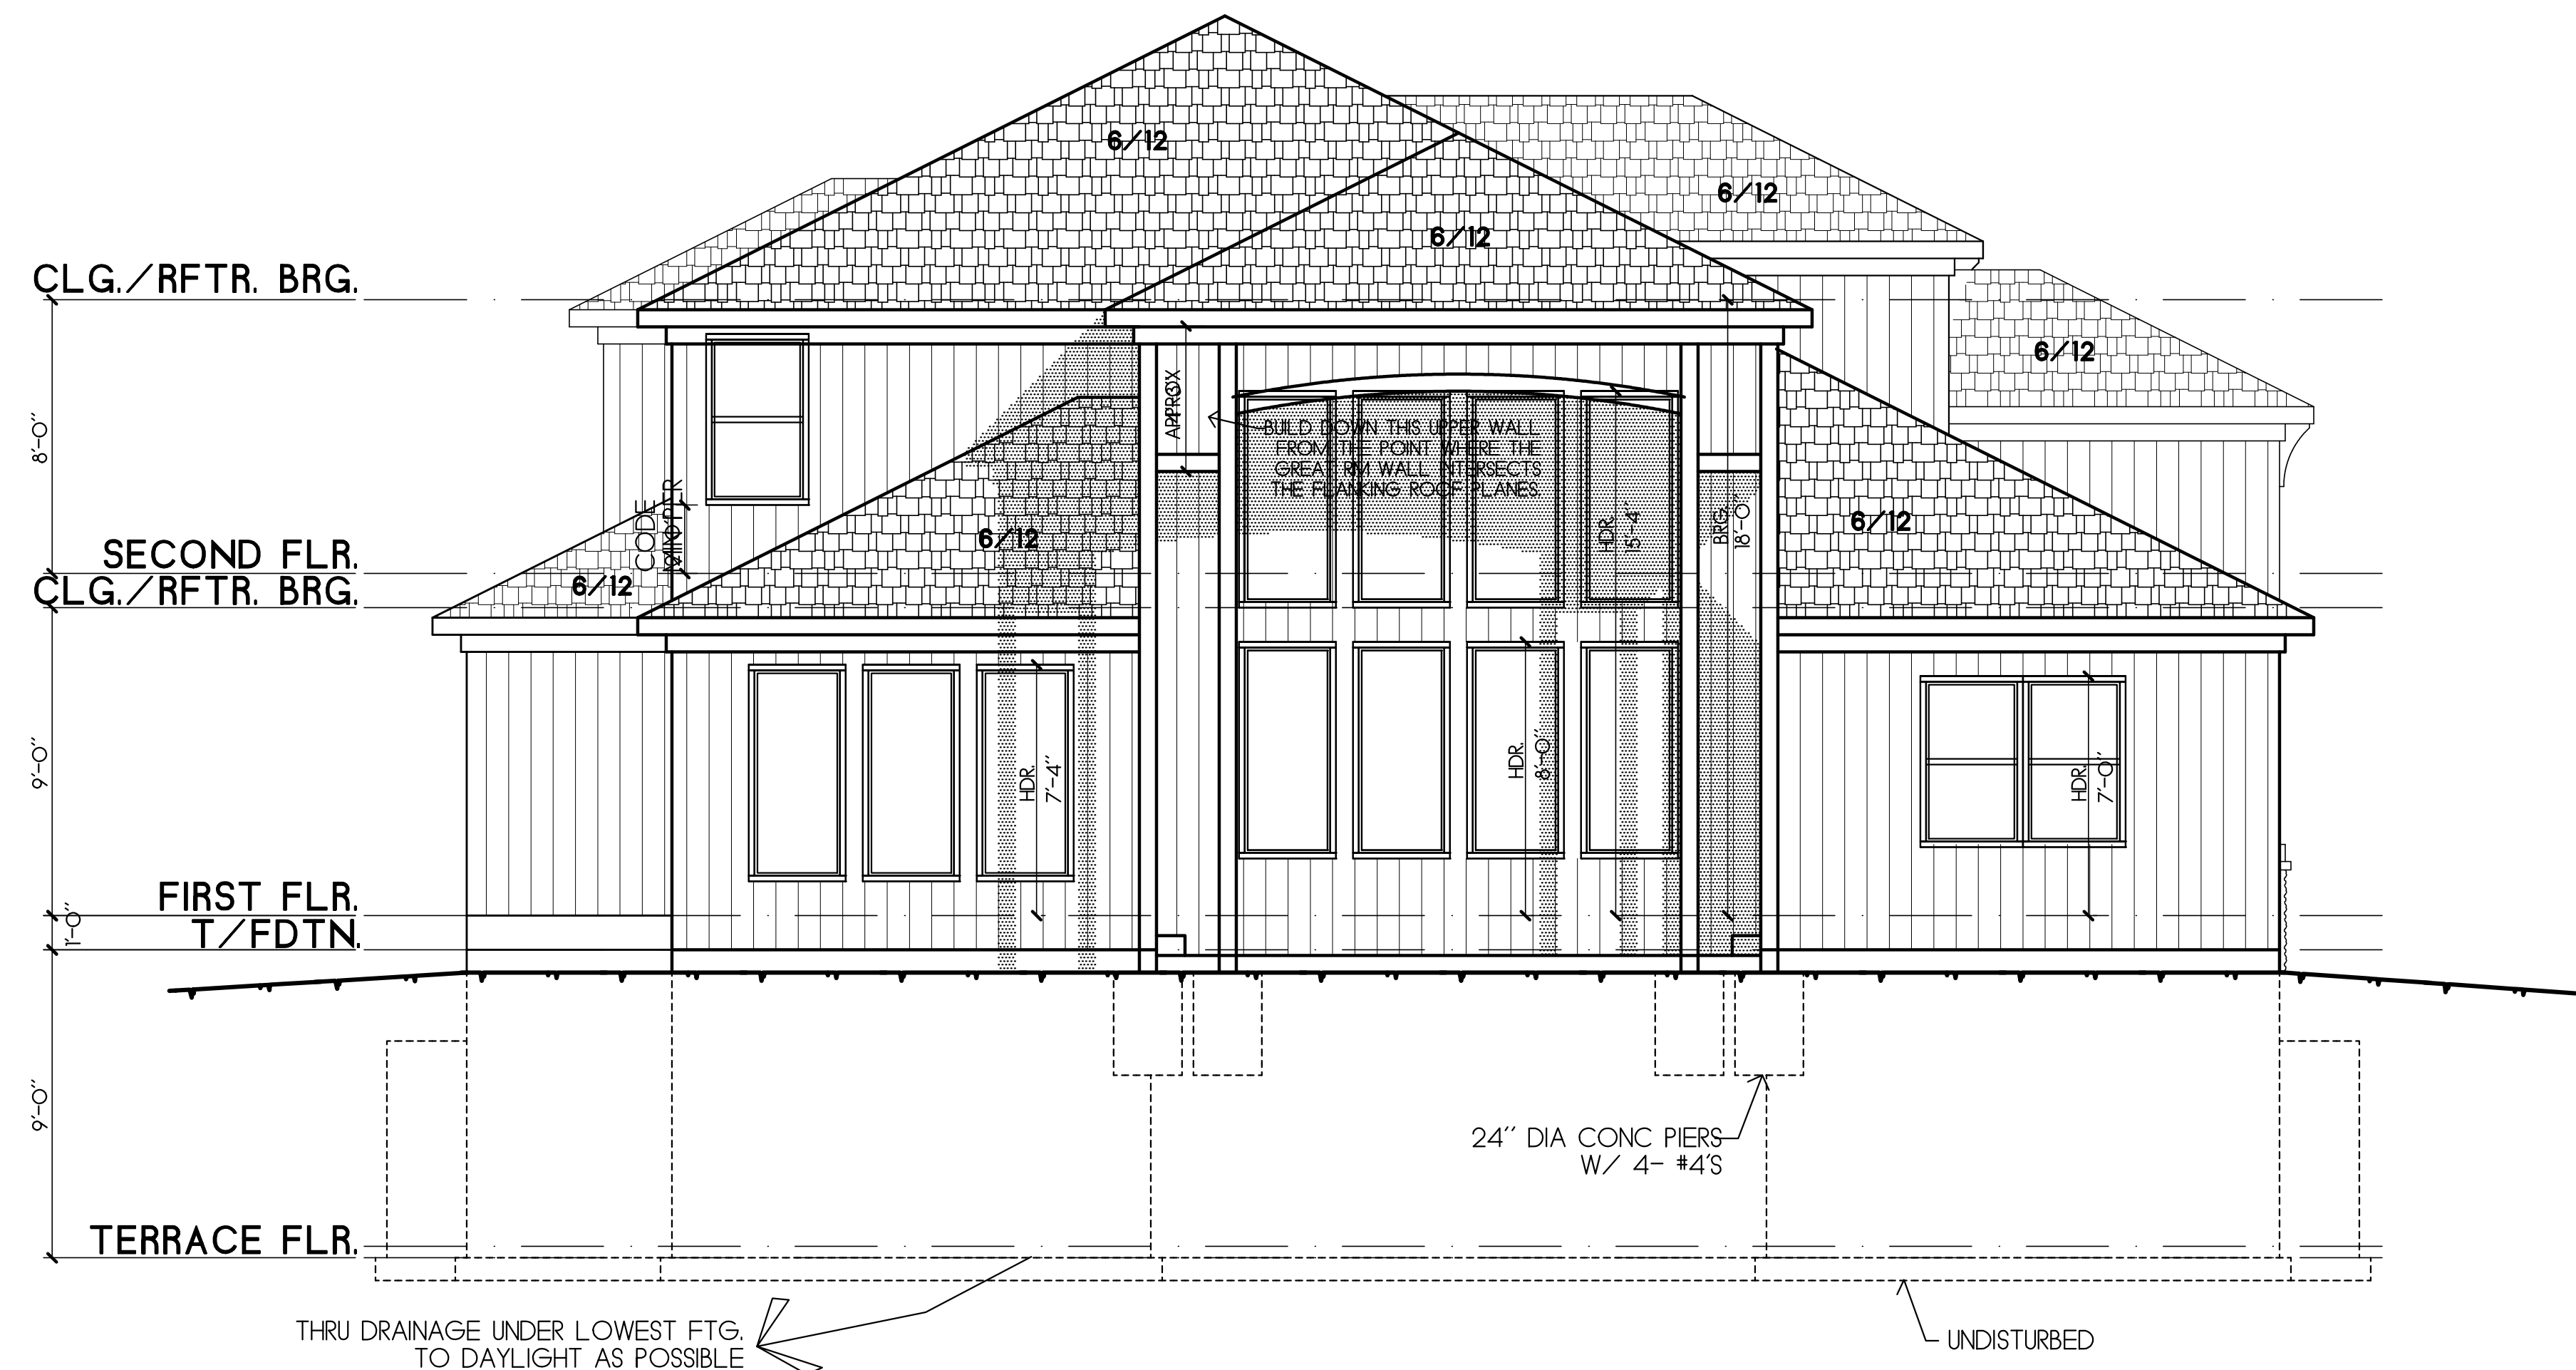 6/12
6/12
6/12
CLG./RFTR. BRG.
6/12
8'-0"
APPROX
BUILD DOWN THIS UPPER WALL
FROM THE POINT WHERE THE
GREAT RM WALL INTERSECTS
THE FLANKING ROOF PLANES.
CODE
6/12
HDR.
15'-4"
BRG.
18'-0"
6/12
SECOND FLR.
CLG./RFTR. BRG.
6/12
9'-0"
HDR.
7'-4"
HDR.
8'-0"
HDR.
7'-0"
FIRST FLR.
1'-0"
T/FDTN.
9'-0"
24" DIA CONC PIERS
W/ 4- #4'S
TERRACE FLR.
THRU DRAINAGE UNDER LOWEST FTG.
TO DAYLIGHT AS POSSIBLE
UNDISTURBED